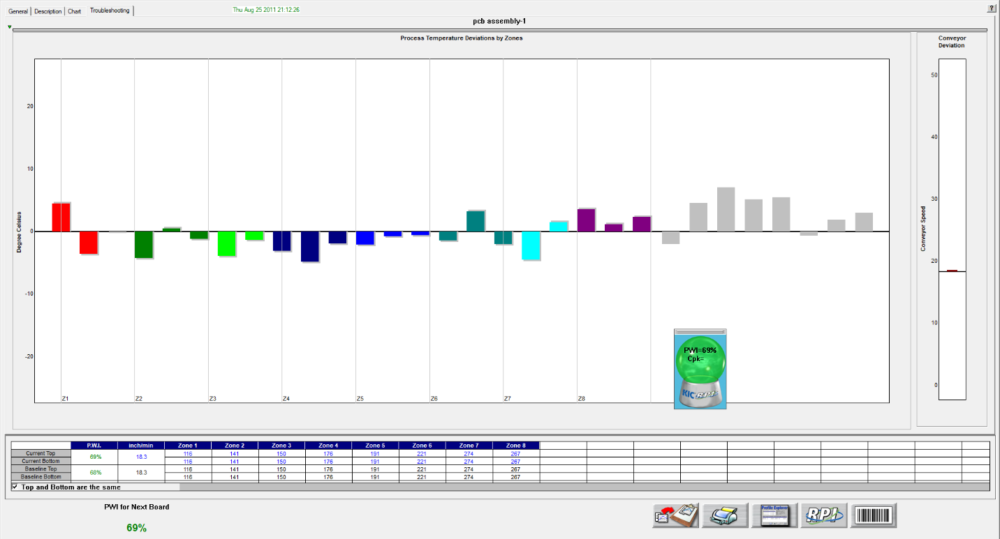 General Description Chart Troubleshooting Thu Aug 25 2011 21:12:26 ?
pcb assembly-1
Process Temperature Deviations by Zones
Conveyor
Deviation
Degree Celsius
20
10
0
-10
-20
Z1 Z2 Z3 Z4 Z5 Z6 Z7 Z8
PWI=69%
Cpk=
KIC RPI
Conveyor Speed
50
40
30
20
10
0
P.W.I. inch/min Zone 1 Zone 2 Zone 3 Zone 4 Zone 5 Zone 6 Zone 7 Zone 8
Current Top 69% 18.3 116 141 150 176 191 221 274 267
Current Bottom 116 141 150 176 191 221 274 267
Baseline Top 68% 18.3 116 141 150 176 191 221 274 267
Baseline Bottom 116 141 150 176 191 221 274 267
Top and Bottom are the same
PWI for Next Board
69%
Profile Explorer
RPI